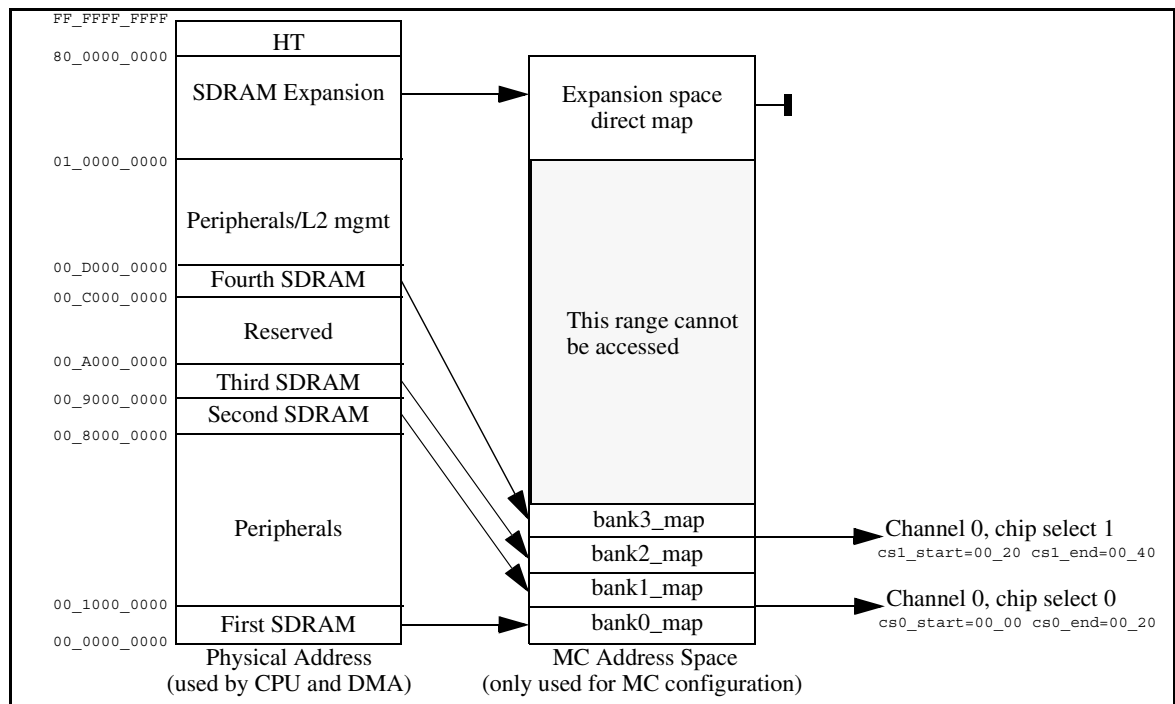 FF_FFFF_FFFF
HT
80_0000_0000
SDRAM Expansion
Expansion space
direct map
01_0000_0000
Peripherals/L2 mgmt
00_D000_0000
Fourth SDRAM
00_C000_0000
Reserved
This range cannot
be accessed
00_A000_0000
Third SDRAM
00_9000_0000
Second SDRAM
00_8000_0000
Peripherals
bank3_map
bank2_map
bank1_map
bank0_map
Channel 0, chip select 1
cs1_start=00_20 cs1_end=00_40
Channel 0, chip select 0
cs0_start=00_00 cs0_end=00_20
00_1000_0000
First SDRAM
00_0000_0000
Physical Address
(used by CPU and DMA)
MC Address Space
(only used for MC configuration)